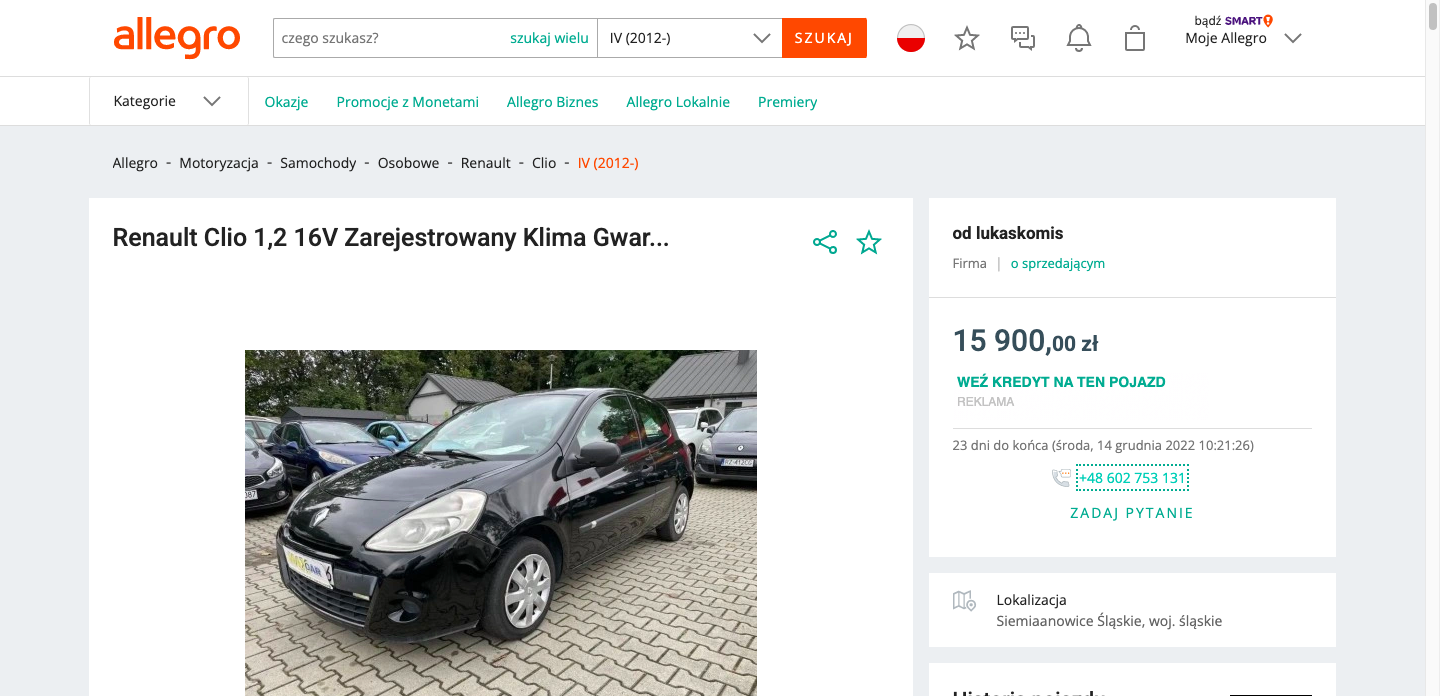 allegro
czego szukasz?
szukaj wielu
IV (2012-)
SZUKAJ
bądź SMART!
Moje Allegro
Kategorie
Okazje
Promocje z Monetami
Allegro Biznes
Allegro Lokalnie
Premiery
Allegro - Motoryzacja - Samochody - Osobowe - Renault - Clio - IV (2012-)
Renault Clio 1,2 16V Zarejestrowany Klima Gwar...
od lukaskomis
Firma | o sprzedającym
15 900,00 zł
WEŹ KREDYT NA TEN POJAZD
REKLAMA
23 dni do końca (środa, 14 grudnia 2022 10:21:26)
+48 602 753 131
ZADAJ PYTANIE
Lokalizacja
Siemiaanowice Śląskie, woj. śląskie
Historia pojazdu